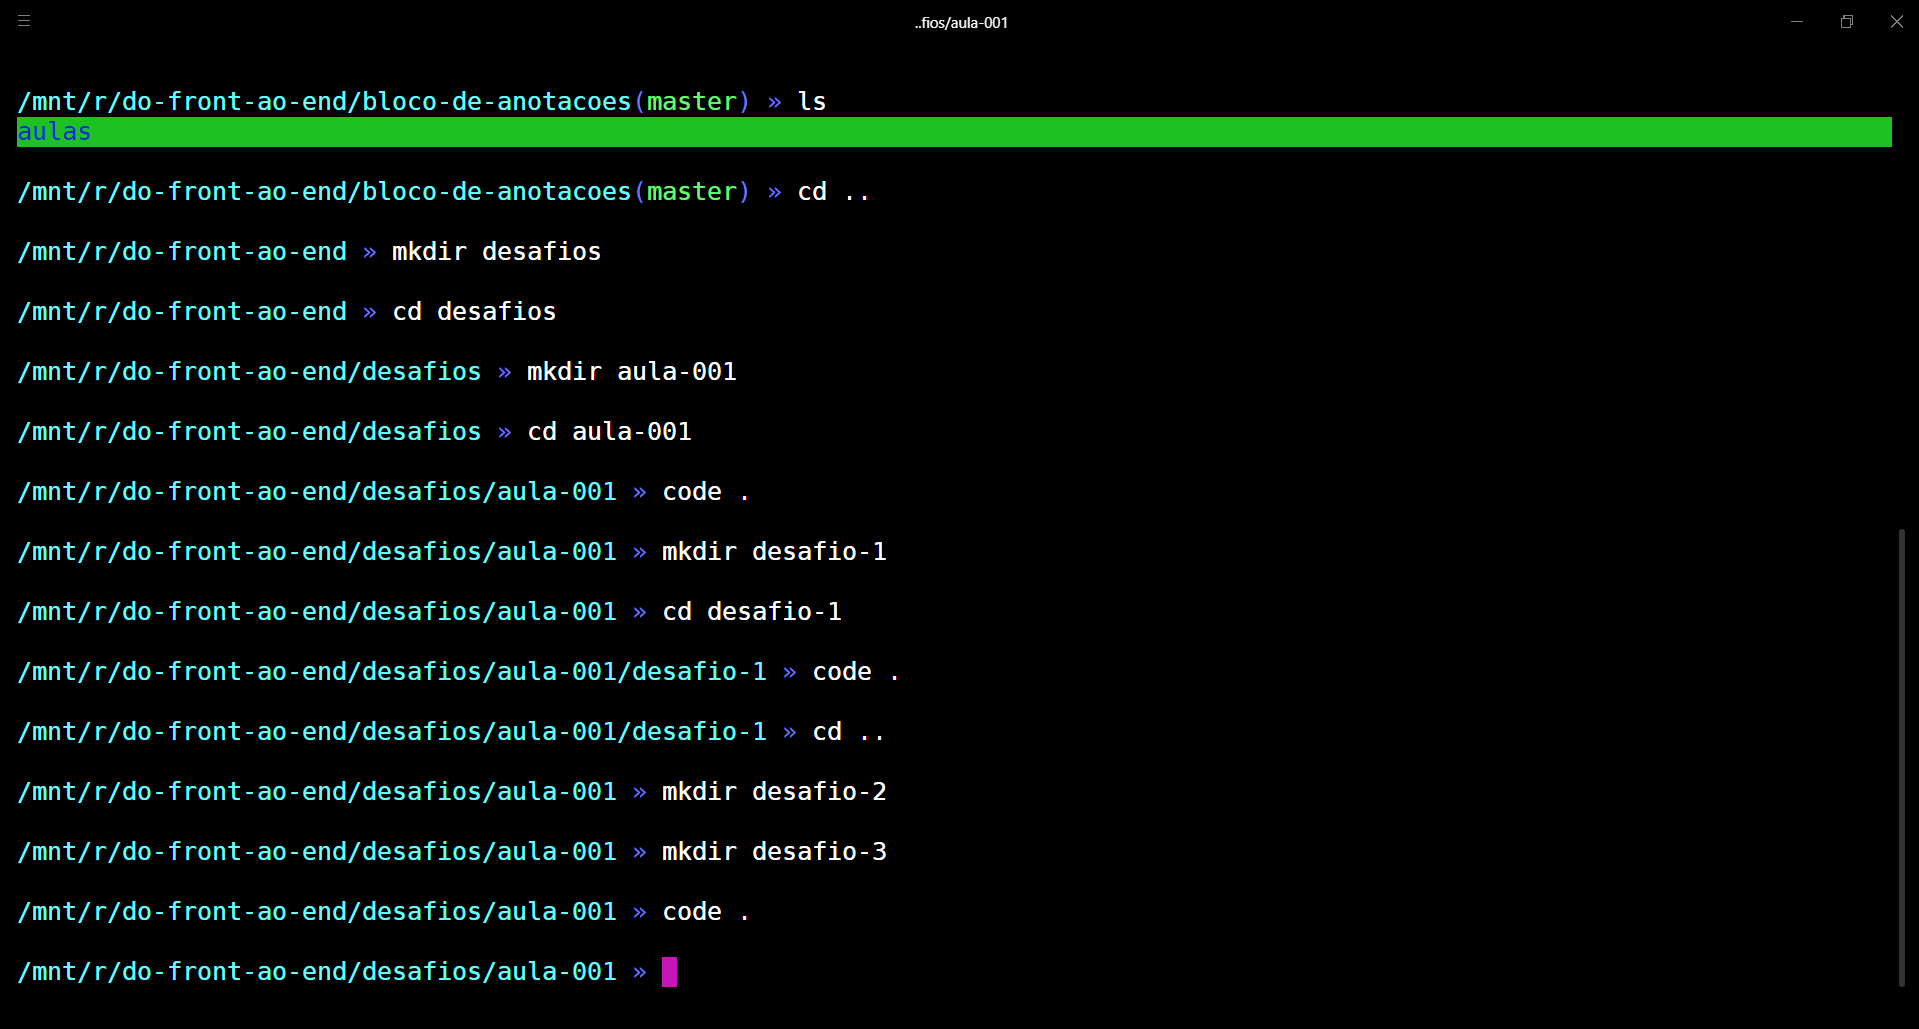 ..fios/aula-001
/mnt/r/do-front-ao-end/bloco-de-anotacoes(master) » ls
aulas
/mnt/r/do-front-ao-end/bloco-de-anotacoes(master) » cd ..
/mnt/r/do-front-ao-end » mkdir desafios
/mnt/r/do-front-ao-end » cd desafios
/mnt/r/do-front-ao-end/desafios » mkdir aula-001
/mnt/r/do-front-ao-end/desafios » cd aula-001
/mnt/r/do-front-ao-end/desafios/aula-001 » code .
/mnt/r/do-front-ao-end/desafios/aula-001 » mkdir desafio-1
/mnt/r/do-front-ao-end/desafios/aula-001 » cd desafio-1
/mnt/r/do-front-ao-end/desafios/aula-001/desafio-1 » code .
/mnt/r/do-front-ao-end/desafios/aula-001/desafio-1 » cd ..
/mnt/r/do-front-ao-end/desafios/aula-001 » mkdir desafio-2
/mnt/r/do-front-ao-end/desafios/aula-001 » mkdir desafio-3
/mnt/r/do-front-ao-end/desafios/aula-001 » code .
/mnt/r/do-front-ao-end/desafios/aula-001 »